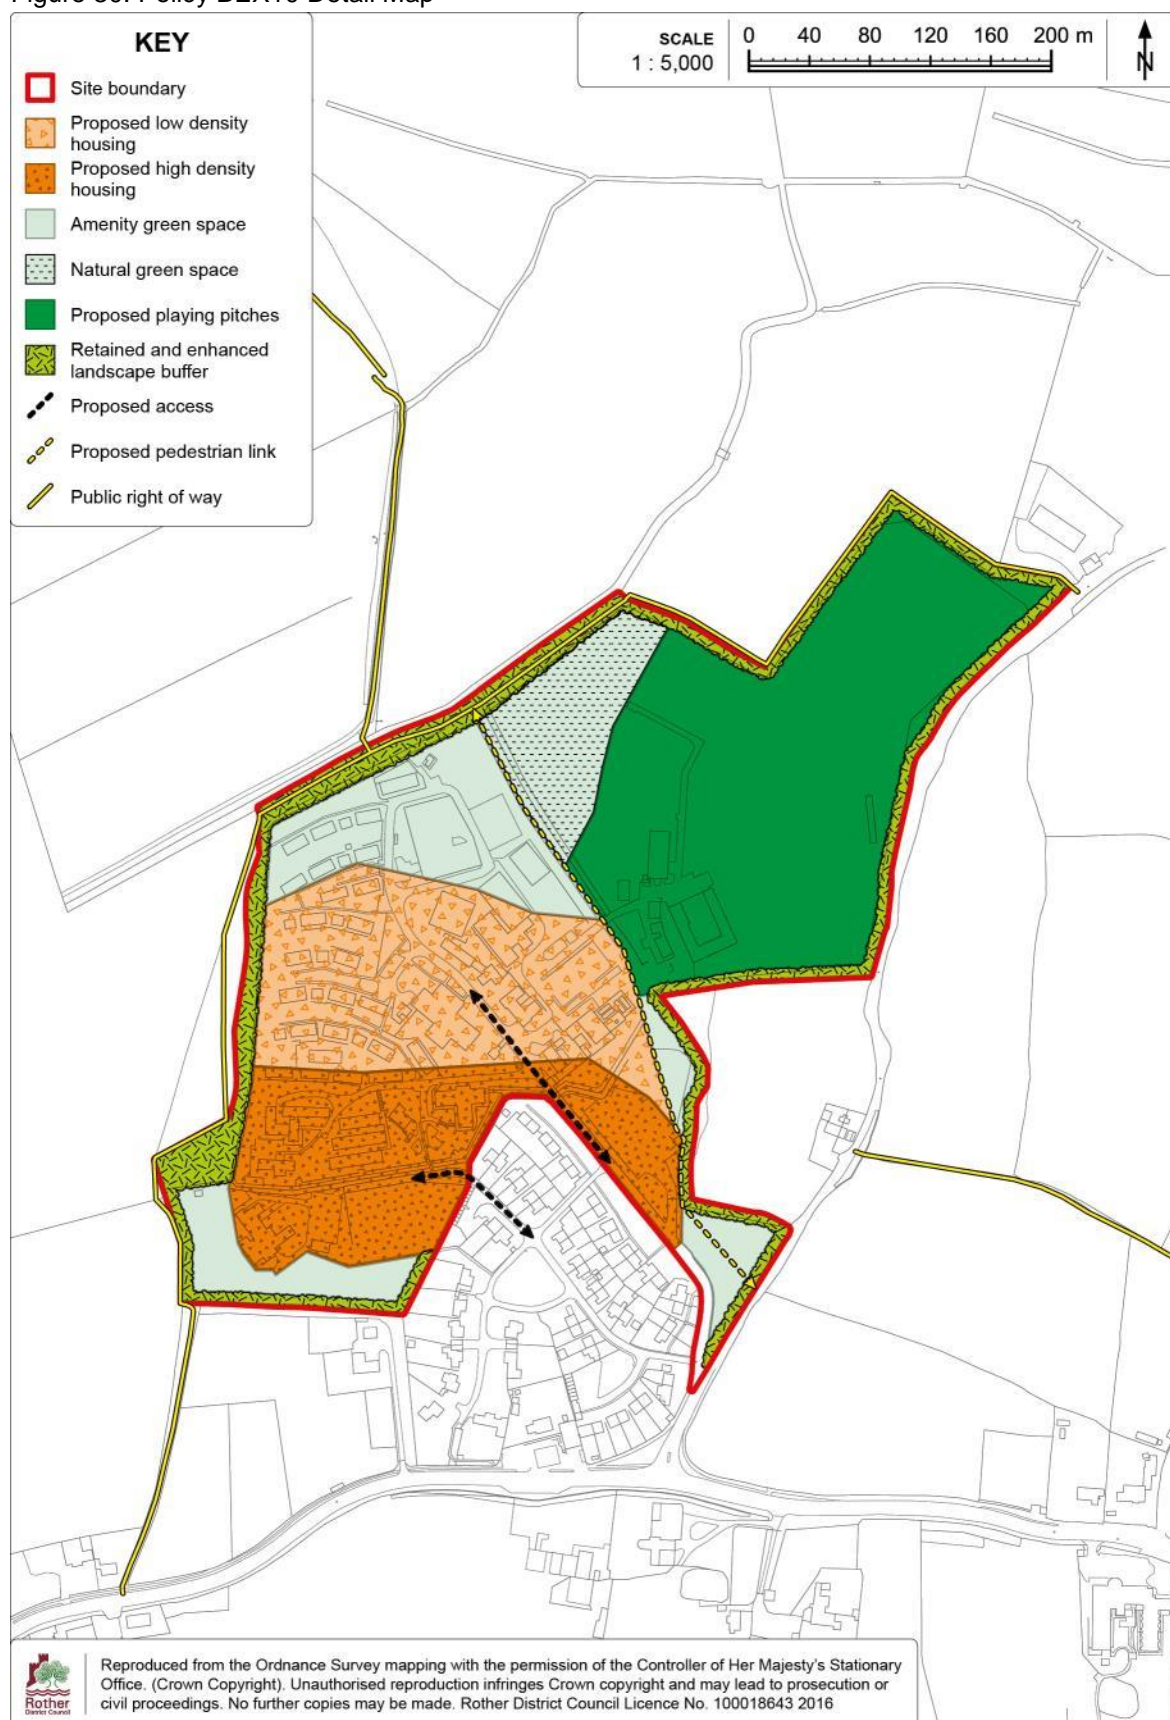 KEY
Site boundary
Proposed low density
housing
Proposed high density
housing
Amenity green space
Natural green space
Proposed playing pitches
Retained and enhanced
landscape buffer
Proposed access
Proposed pedestrian link
Public right of way
SCALE
1 : 5,000
0 40 80 120 160 200 m
N
Rother
District Council
Reproduced from the Ordnance Survey mapping with the permission of the Controller of Her Majesty's Stationary
Office. (Crown Copyright). Unauthorised reproduction infringes Crown copyright and may lead to prosecution or
civil proceedings. No further copies may be made. Rother District Council Licence No. 100018643 2016